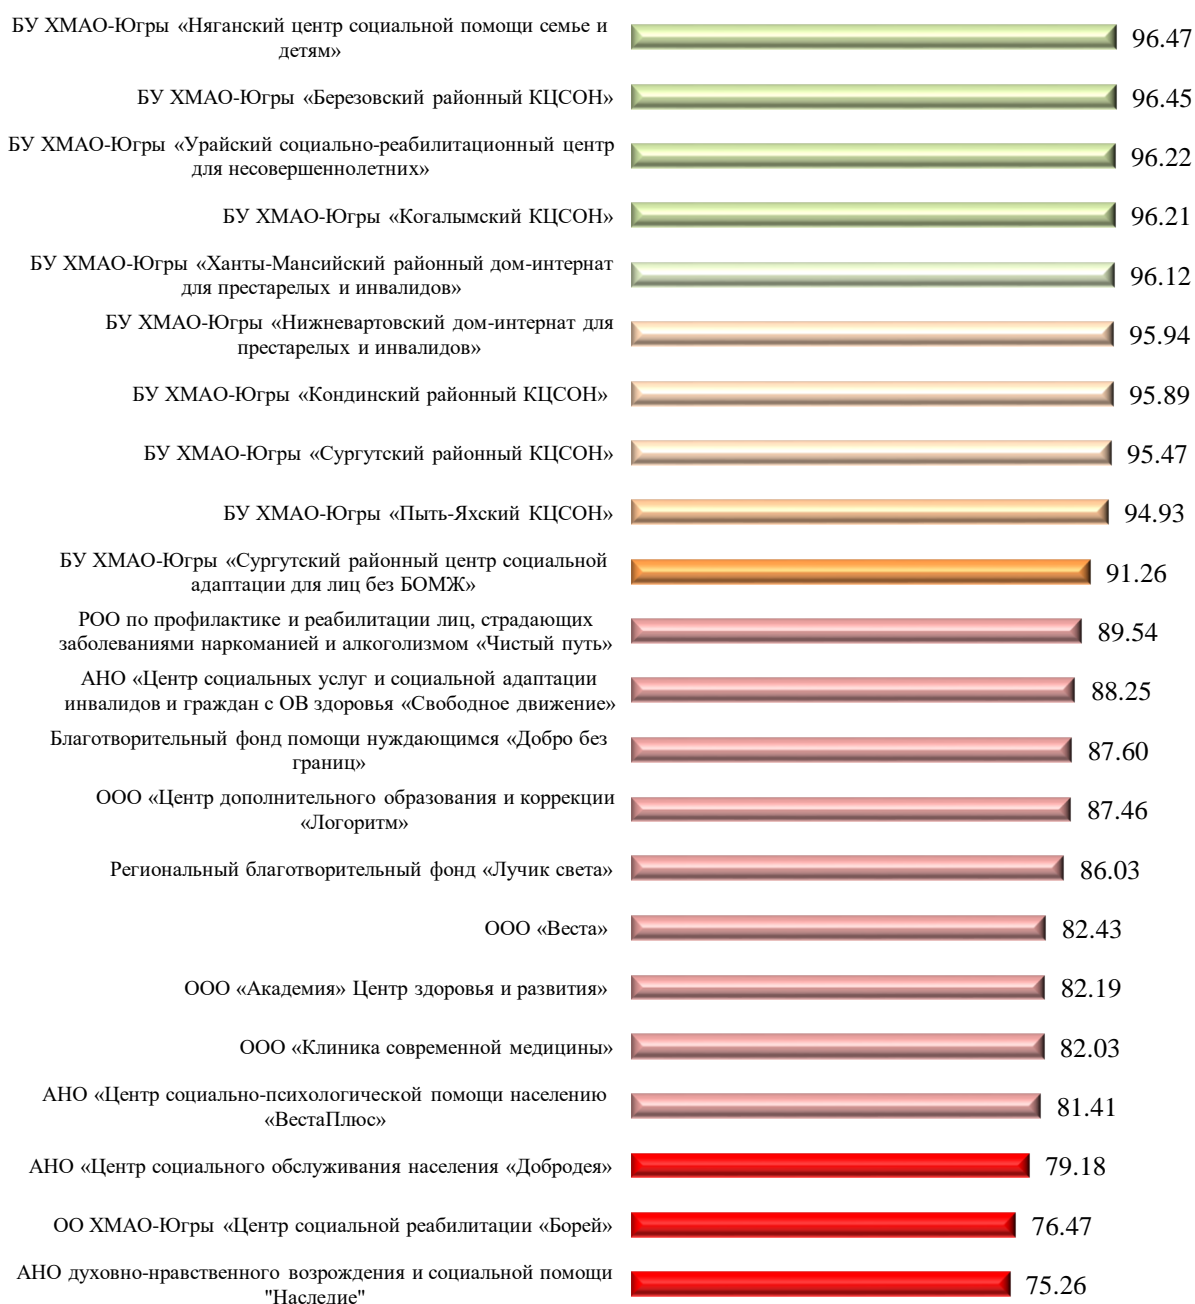 БУ ХМАО-Югры «Няганский центр социальной помощи семье и
детям»
96.47
БУ ХМАО-Югры «Березовский районный КЦСОН»
96.45
БУ ХМАО-Югры «Урайский социально-реабилитационный центр
для несовершеннолетних»
96.22
БУ ХМАО-Югры «Когалымский КЦСОН»
96.21
БУ ХМАО-Югры «Ханты-Мансийский районный дом-интернат
для престарелых и инвалидов»
96.12
БУ ХМАО-Югры «Нижневартовский дом-интернат для
престарелых и инвалидов»
95.94
БУ ХМАО-Югры «Кондинский районный КЦСОН»
95.89
БУ ХМАО-Югры «Сургутский районный КЦСОН»
95.47
БУ ХМАО-Югры «Пыть-Яхский КЦСОН»
94.93
БУ ХМАО-Югры «Сургутский районный центр социальной
адаптации для лиц без БОМЖ»
91.26
РОО по профилактике и реабилитации лиц, страдающих
заболеваниями наркоманией и алкоголизмом «Чистый путь»
89.54
АНО «Центр социальных услуг и социальной адаптации
инвалидов и граждан с ОВ здоровья «Свободное движение»
88.25
Благотворительный фонд помощи нуждающимся «Добро без
границ»
87.60
ООО «Центр дополнительного образования и коррекции
«Логоритм»
87.46
Региональный благотворительный фонд «Лучик света»
86.03
ООО «Веста»
82.43
ООО «Академия» Центр здоровья и развития»
82.19
ООО «Клиника современной медицины»
82.03
АНО «Центр социально-психологической помощи населению
«ВестаПлюс»
81.41
АНО «Центр социального обслуживания населения «Добродея»
79.18
ОО ХМАО-Югры «Центр социальной реабилитации «Борей»
76.47
АНО духовно-нравственного возрождения и социальной помощи
"Наследие"
75.26